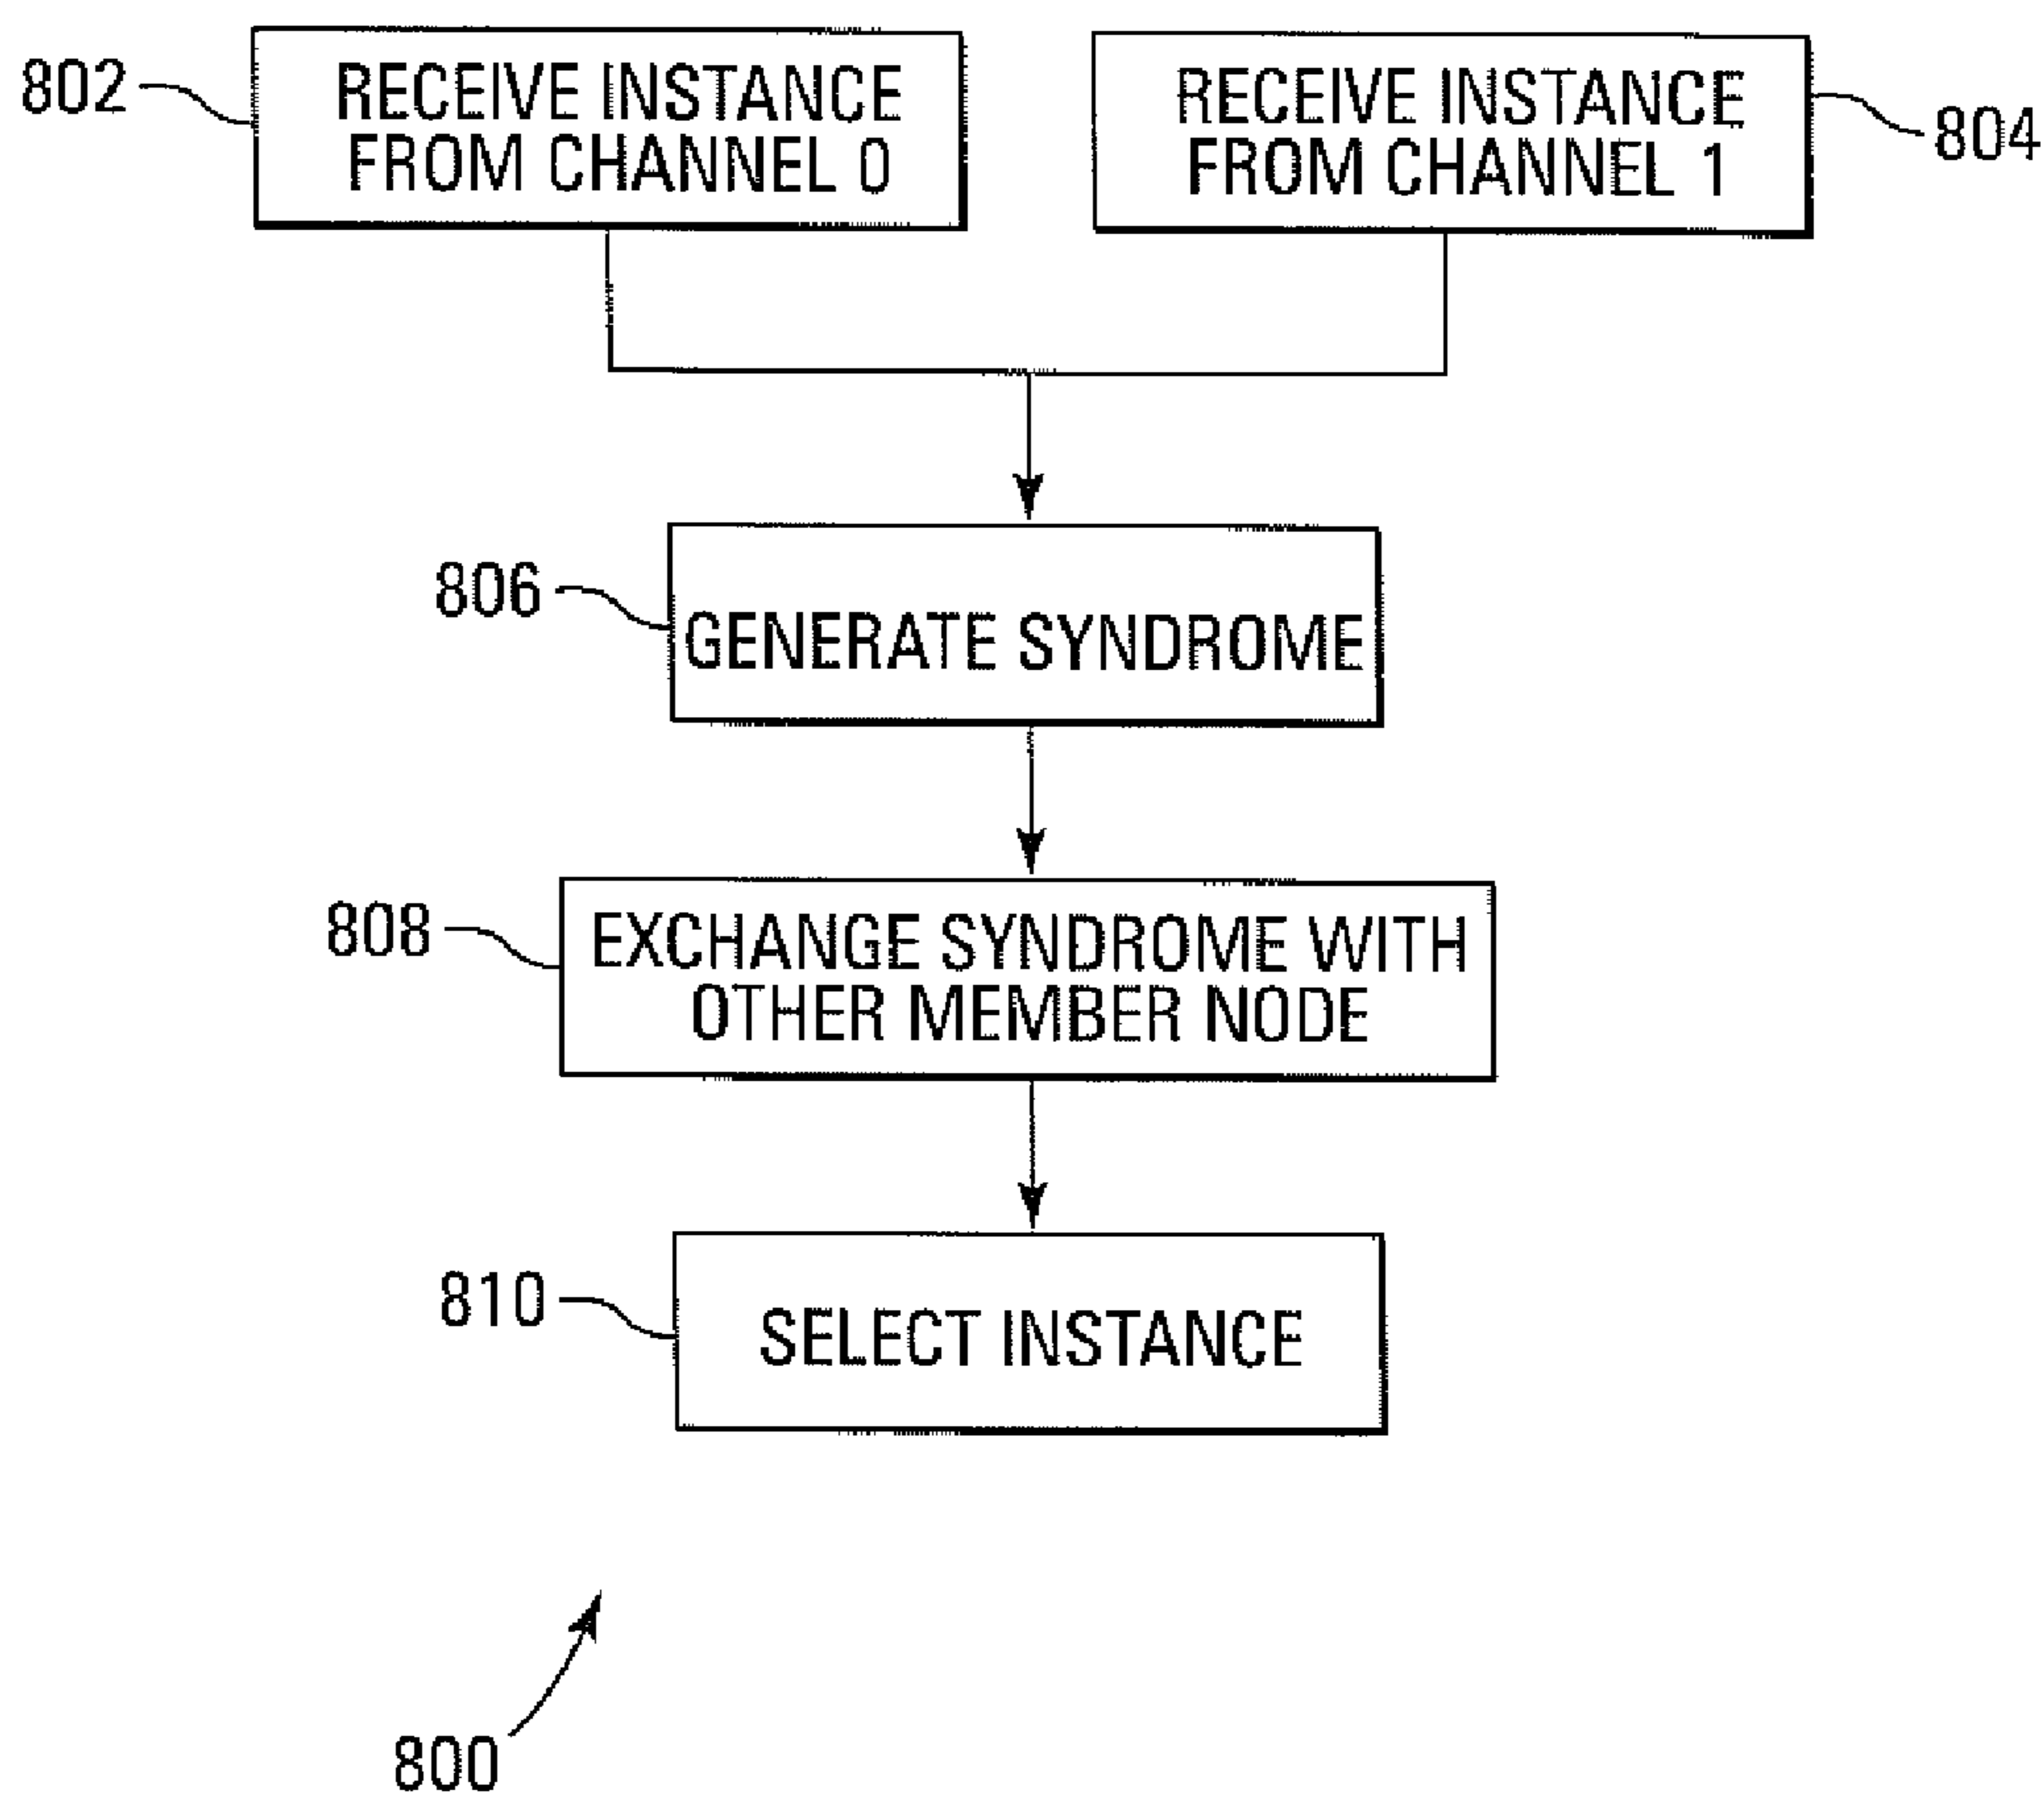 802
RECEIVE INSTANCE
FROM CHANNEL 0
RECEIVE INSTANCE
FROM CHANNEL 1
804
806
GENERATE SYNDROME
808
EXCHANGE SYNDROME WITH
OTHER MEMBER NODE
810
SELECT INSTANCE
800